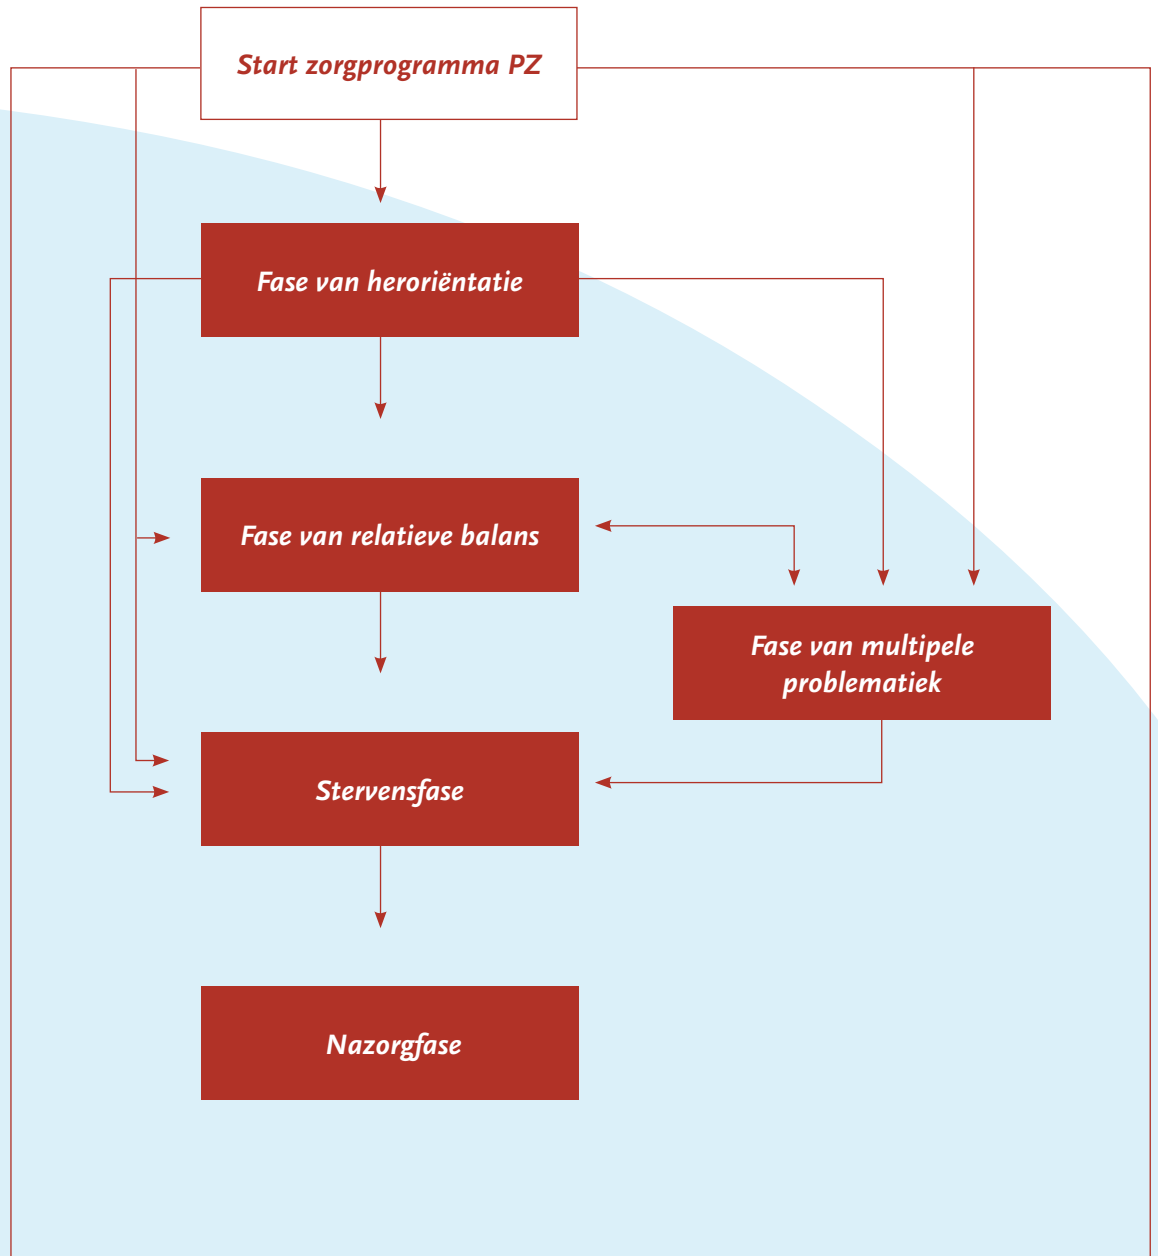 Start zorgprogramma PZ
Fase van heroriëntatie
Fase van relatieve balans
Fase van multipele
problematiek
Stervensfase
Nazorgfase